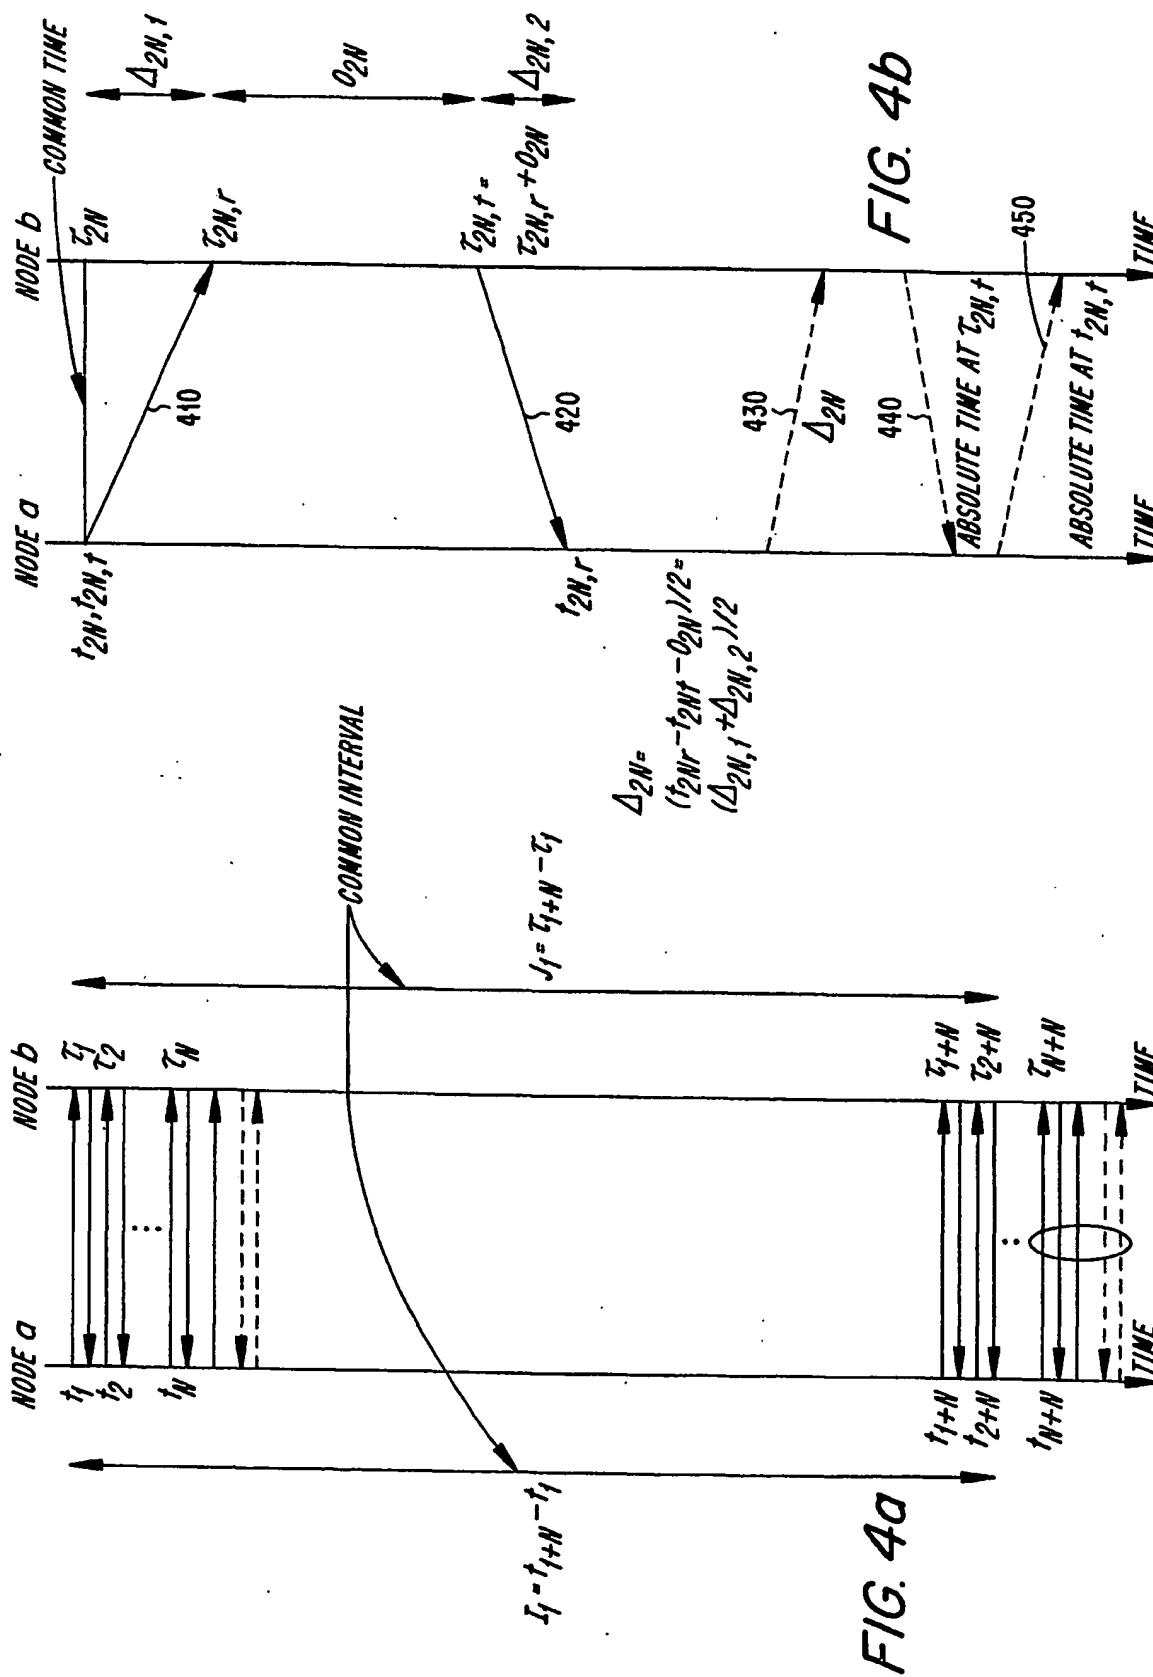 NODE a
NODE b
t1
t2
tN
τ1
τ2
τN
COMMON INTERVAL
I1 = t1+N − t1
J1 = τ1+N − τ1
t1+N
t2+N
tN+N
τ1+N
τ2+N
τN+N
TIME
TIME
FIG. 4a
NODE a
NODE b
COMMON TIME
t2N, t2N,t
τ2N
Δ2N,1
410
τ2N,r
O2N
420
τ2N,t =
τ2N,r + O2N
Δ2N,2
t2N,r
Δ2N =
(t2Nr − t2Nt − O2N)/2 =
(Δ2N,1 + Δ2N,2)/2
430
Δ2N
440
ABSOLUTE TIME AT τ2N,t
450
ABSOLUTE TIME AT t2N,t
TIME
TIME
FIG. 4b